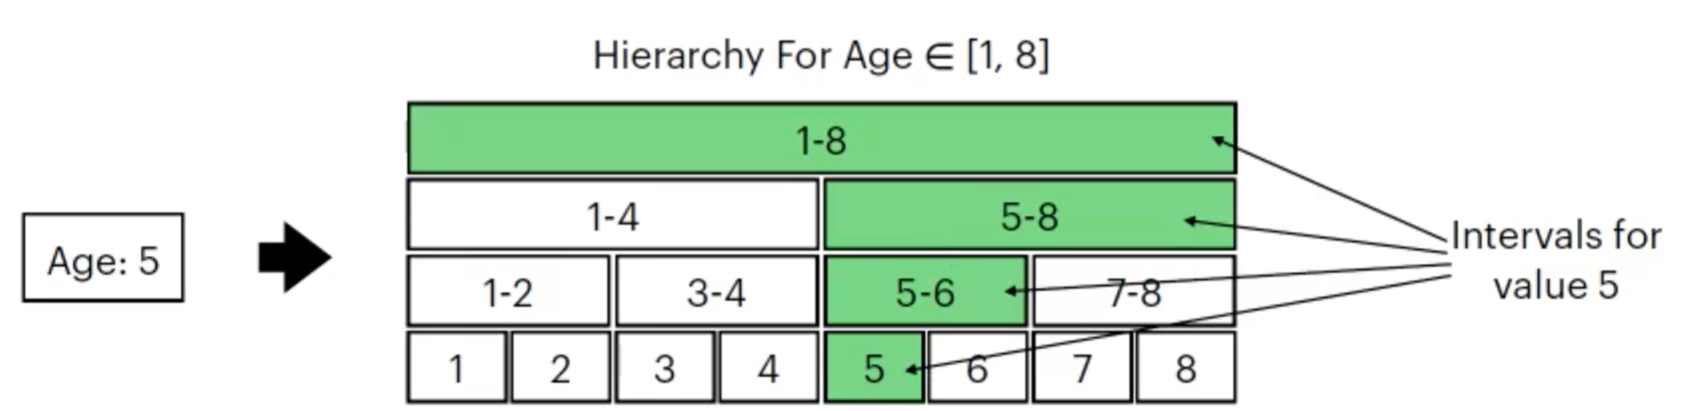 Hierarchy For Age ∈ [1, 8]
1-8
1-4 5-8
Age: 5
Intervals for
value 5
1-2 3-4 5-6 7-8
1 2 3 4 5 6 7 8